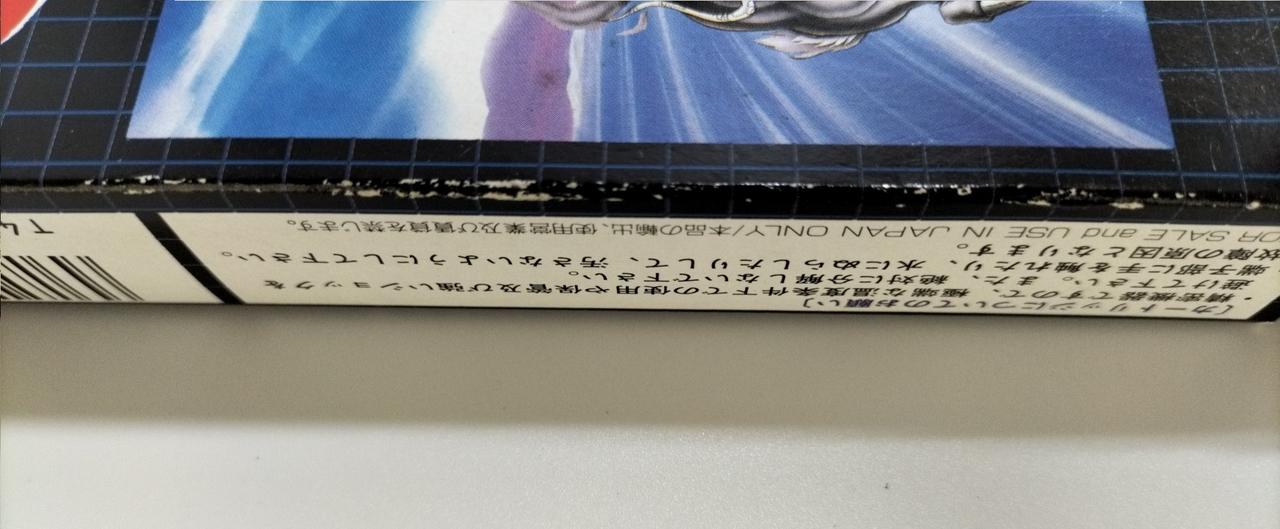 〔カートリッジについてのお願い〕
・精密機器ですので、極端な温度条件下での使用や保管及び強いショックを
避けて下さい。また、絶対に分解しないで下さい。
端子部に手を触れたり、水にぬらしたりして、汚さないようにして下さい。
故障の原因となります。
OR SALE and USE IN JAPAN ONLY/本品の輸出、使用営業及び賃貸を禁じます。
T-4